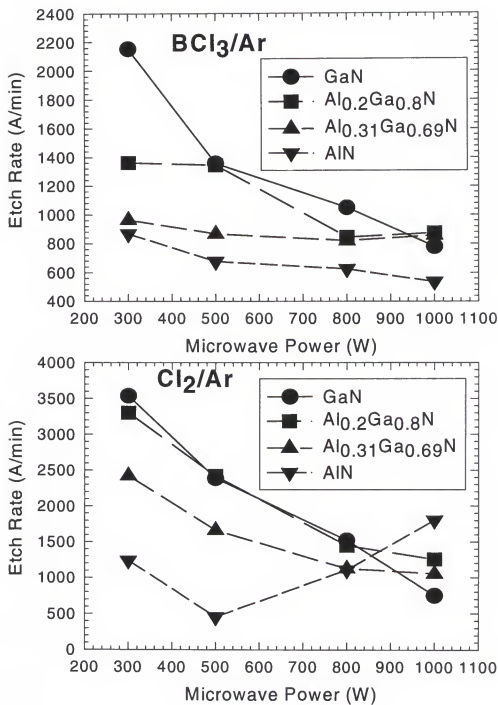 BCl3/Ar
2400
2200
2000
1800
1600
1400
1200
1000
800
600
400
Etch Rate (A/min)
GaN
Al0.2Ga0.8N
Al0.31Ga0.69N
AlN
200 300 400 500 600 700 800 900 1000 1100
Microwave Power (W)
Cl2/Ar
4000
3500
3000
2500
2000
1500
1000
500
0
Etch Rate (A/min)
GaN
Al0.2Ga0.8N
Al0.31Ga0.69N
AlN
200 300 400 500 600 700 800 900 1000 1100
Microwave Power (W)